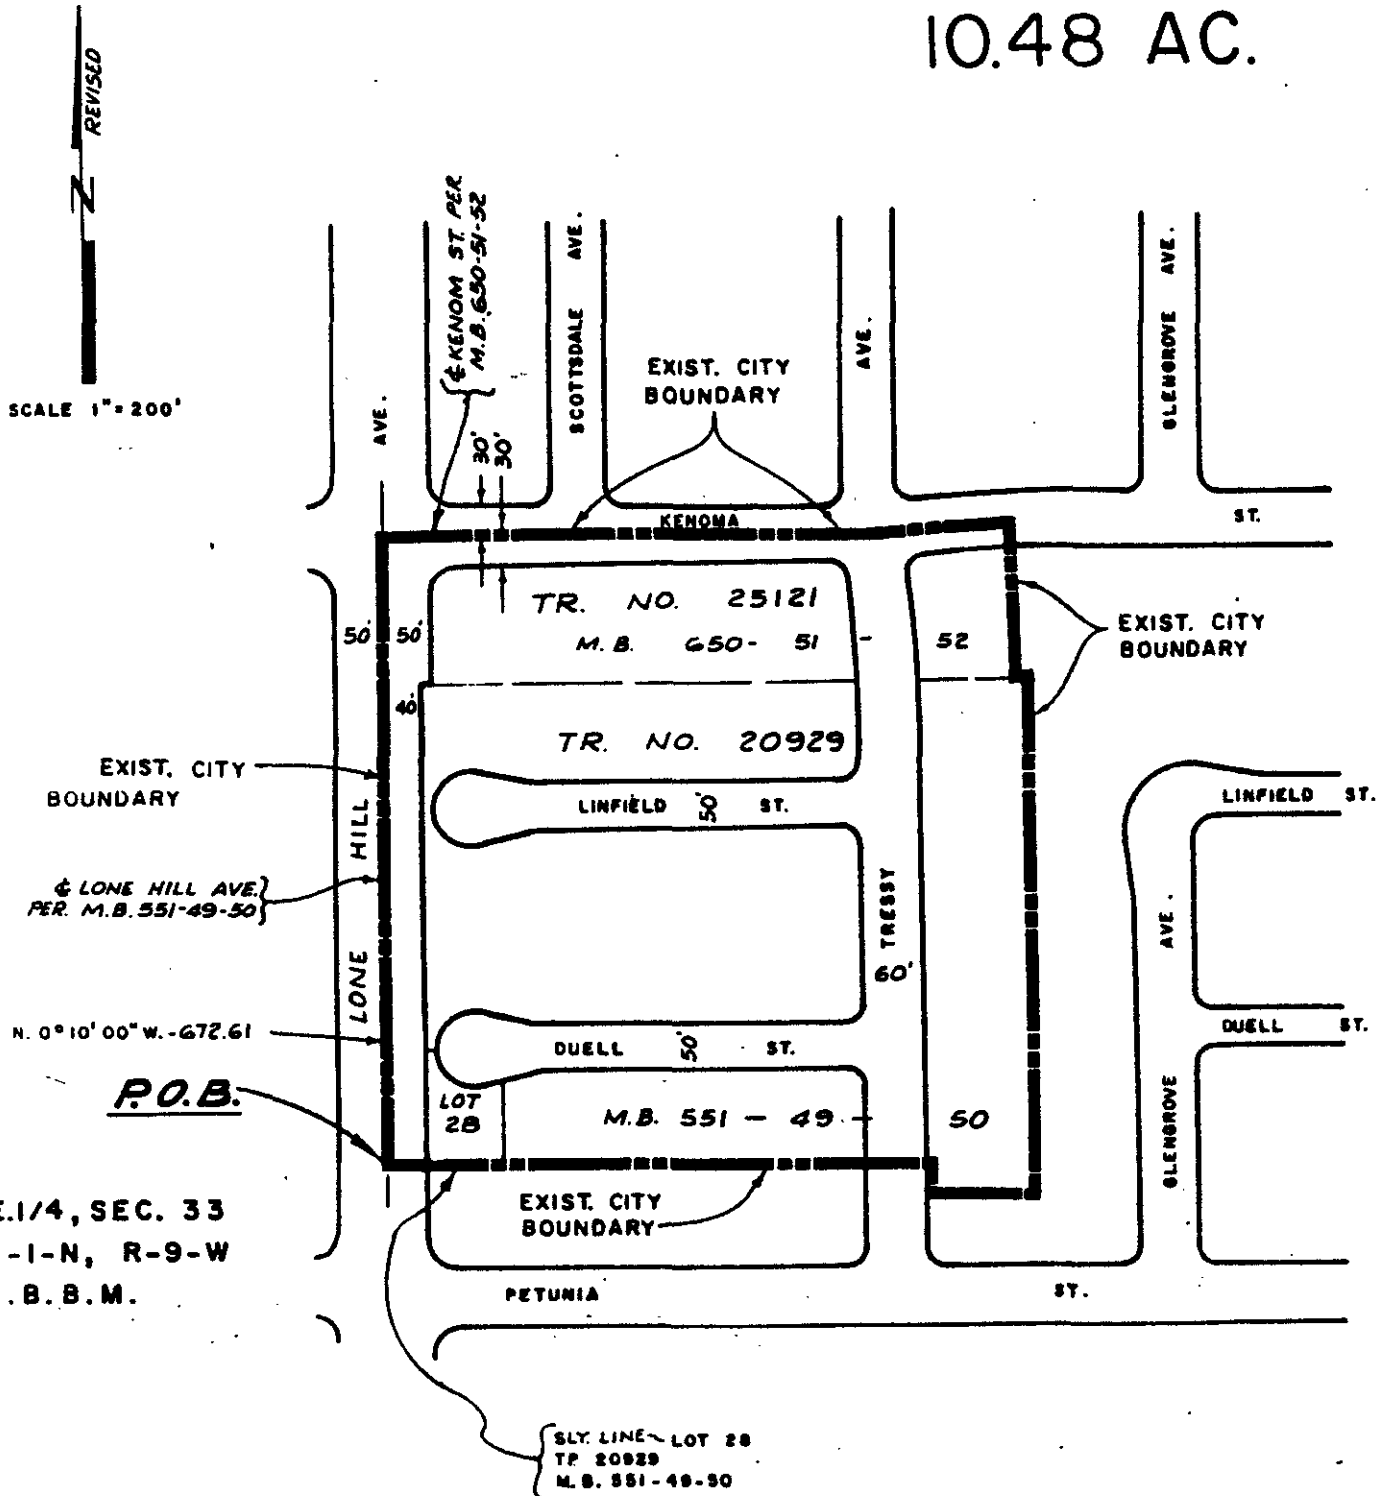 10.48 AC.
REVISED
N
SCALE 1"=200'
℄ KENOM ST. PER.
M.B. 650-51-52
SCOTTSDALE AVE.
AVE.
GLENGROVE AVE.
EXIST. CITY
BOUNDARY
AVE.
30'
30'
KENOMA
ST.
TR. NO. 25121
50'
50'
M.B. 650- 51 - 52
EXIST. CITY
BOUNDARY
40'
TR. NO. 20929
EXIST. CITY
BOUNDARY
LINFIELD 50' ST.
LINFIELD ST.
HILL
℄ LONE HILL AVE.
PER. M.B. 551-49-50
TRESSY
60'
AVE.
LONE
N. 0°10'00" W.-672.61
DUELL 50' ST.
DUELL ST.
P.O.B.
LOT
28
M.B. 551 - 49 - 50
GLENGROVE
EXIST. CITY
BOUNDARY
E.1/4, SEC. 33
-1-N, R-9-W
.B.B.M.
PETUNIA ST.
SLY. LINE~ LOT 28
TR 20929
M.B. 551-49-50